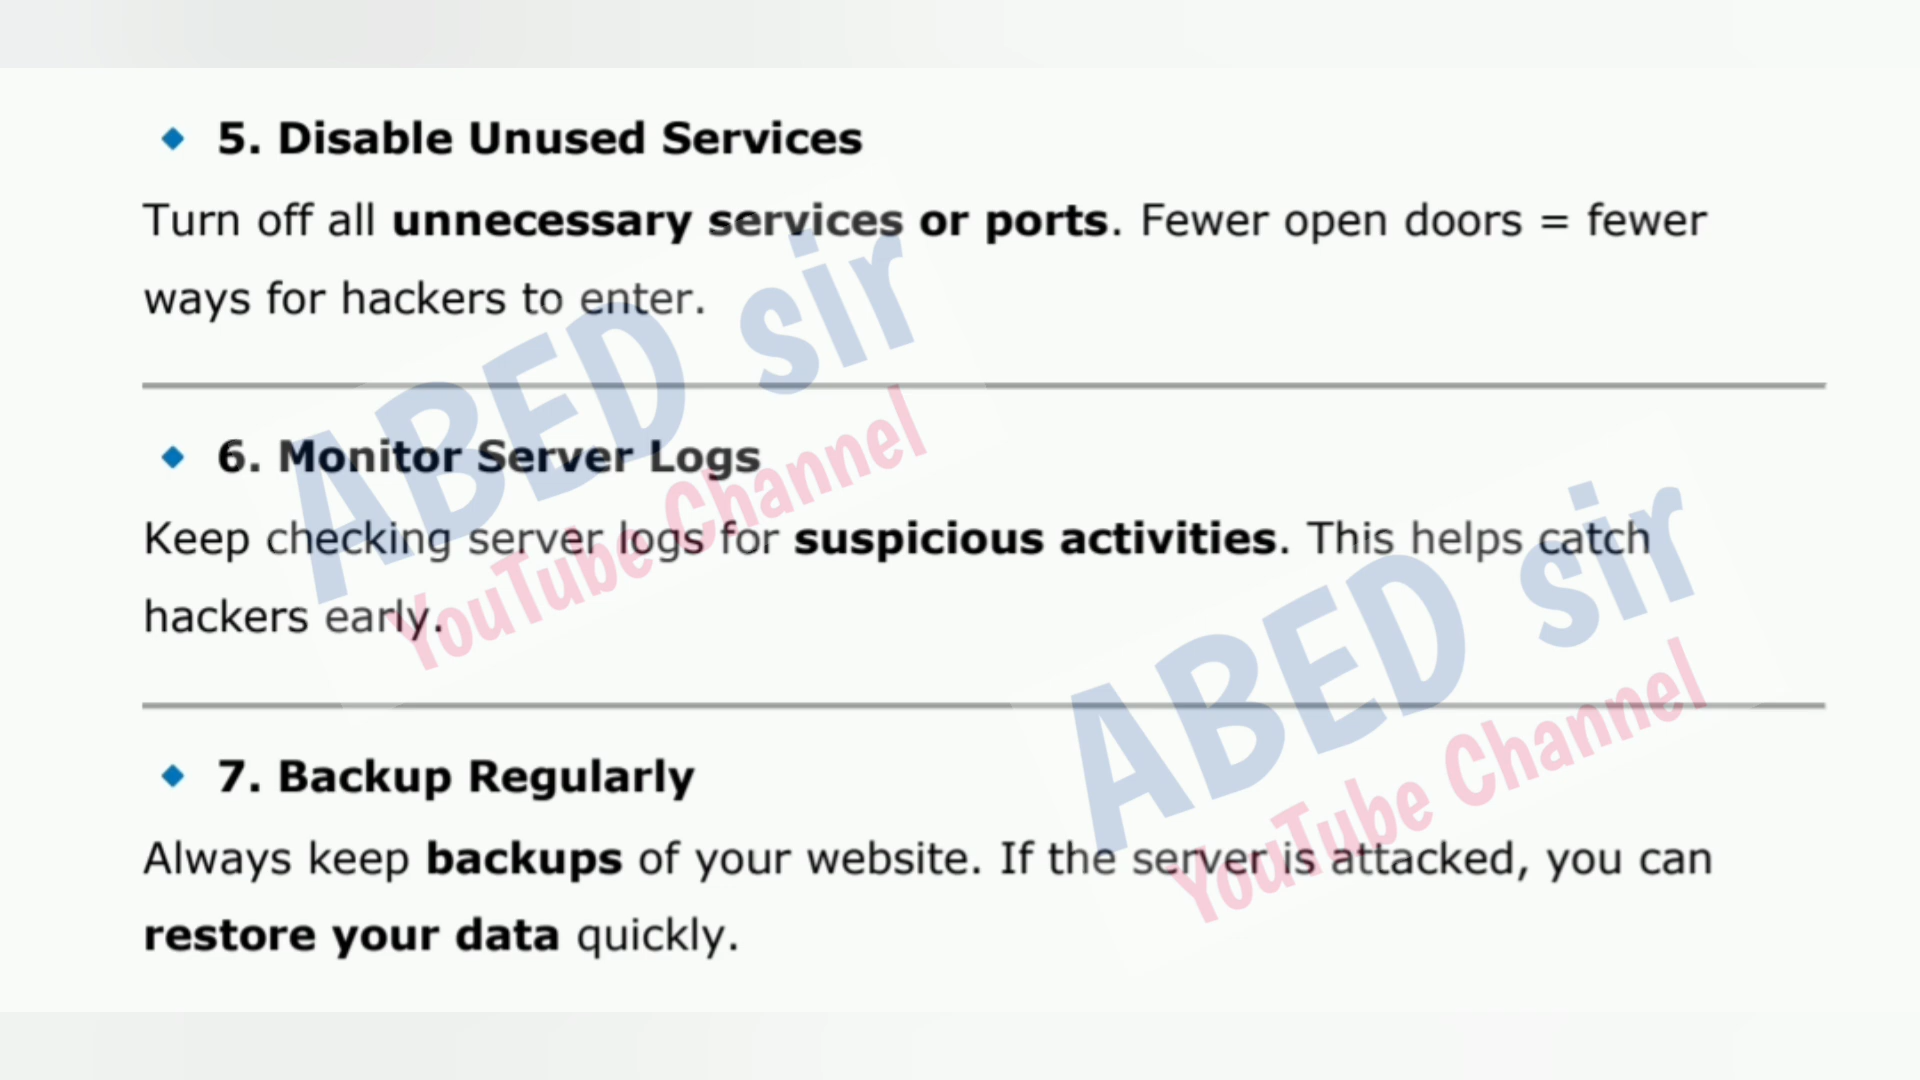 5. Disable Unused Services
Turn off all unnecessary services or ports. Fewer open doors = fewer
ways for hackers to enter.
6. Monitor Server Logs
Keep checking server logs for suspicious activities. This helps catch
hackers early.
7. Backup Regularly
Always keep backups of your website. If the server is attacked, you can
restore your data quickly.
ABED sir
YouTube Channel
ABED sir
YouTube Channel